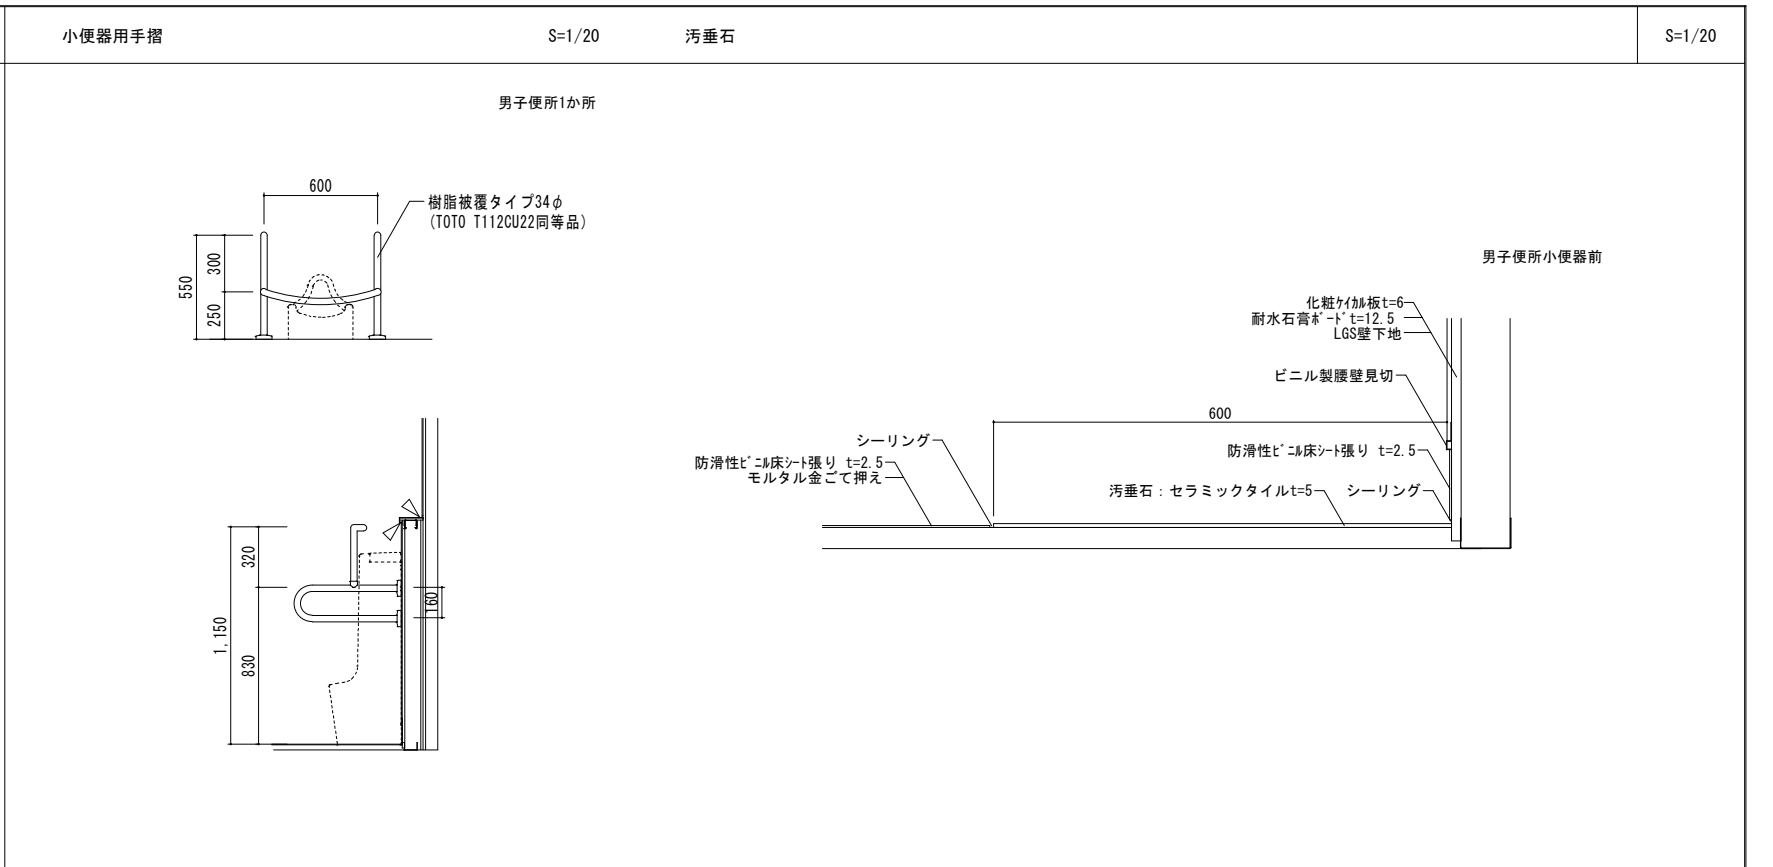 小便器用手摺
S=1/20
汚垂石
S=1/20
男子便所1か所
600
樹脂被覆タイプ34φ
(TOTO T112CU22同等品)
550
300
250
男子便所小便器前
化粧ケイカル板t=6
耐水石膏ボードt=12.5
LGS壁下地
ビニル製腰壁見切
600
シーリング
防滑性ビニル床シート張り t=2.5
モルタル金ごて押え
防滑性ビニル床シート張り t=2.5
汚垂石:セラミックタイルt=5
シーリング
1,150
320
830
160